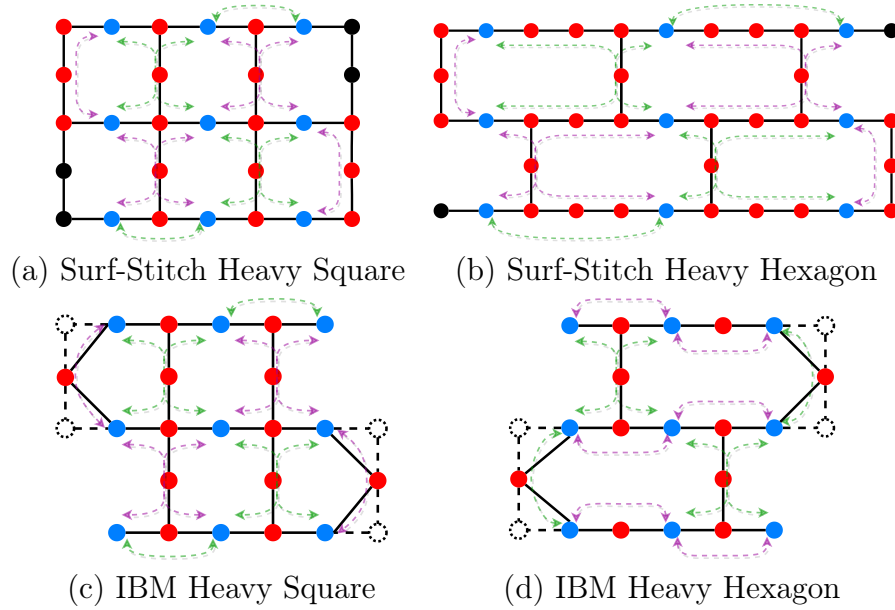 (a) Surf-Stitch Heavy Square
(b) Surf-Stitch Heavy Hexagon
(c) IBM Heavy Square
(d) IBM Heavy Hexagon